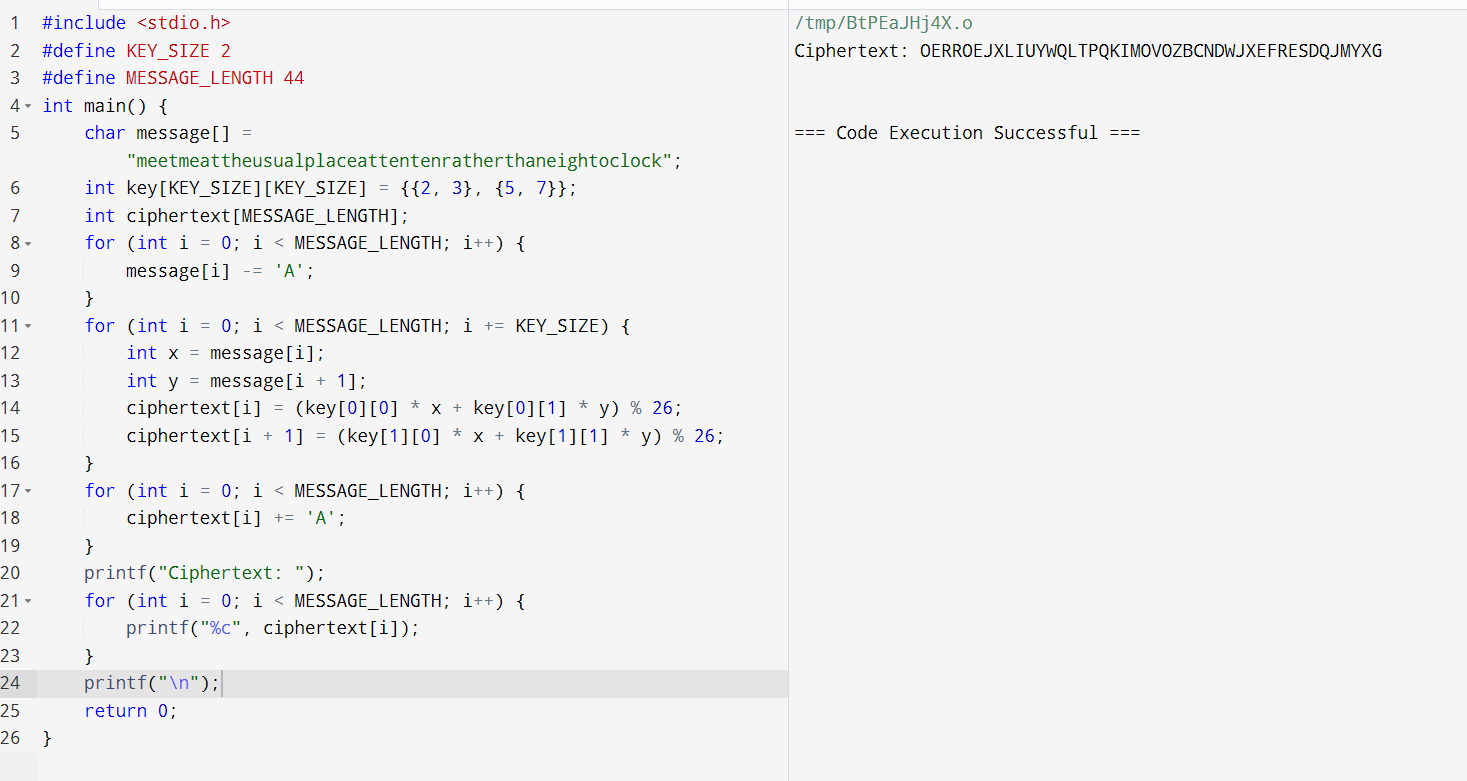 1 #include <stdio.h>
2 #define KEY_SIZE 2
3 #define MESSAGE_LENGTH 44
4 int main() {
5 char message[] =
"meetmeattheusualplaceattentenratherthaneightoclock";
6 int key[KEY_SIZE][KEY_SIZE] = {{2, 3}, {5, 7}};
7 int ciphertext[MESSAGE_LENGTH];
8 for (int i = 0; i < MESSAGE_LENGTH; i++) {
9 message[i] -= 'A';
10 }
11 for (int i = 0; i < MESSAGE_LENGTH; i += KEY_SIZE) {
12 int x = message[i];
13 int y = message[i + 1];
14 ciphertext[i] = (key[0][0] * x + key[0][1] * y) % 26;
15 ciphertext[i + 1] = (key[1][0] * x + key[1][1] * y) % 26;
16 }
17 for (int i = 0; i < MESSAGE_LENGTH; i++) {
18 ciphertext[i] += 'A';
19 }
20 printf("Ciphertext: ");
21 for (int i = 0; i < MESSAGE_LENGTH; i++) {
22 printf("%c", ciphertext[i]);
23 }
24 printf("\n");
25 return 0;
26 }
/tmp/BtPEaJHj4X.o
Ciphertext: OERROEJXLIUYWQLTPQKIMOVOZBCNDWJXEFRESDQJMYXG
=== Code Execution Successful ===